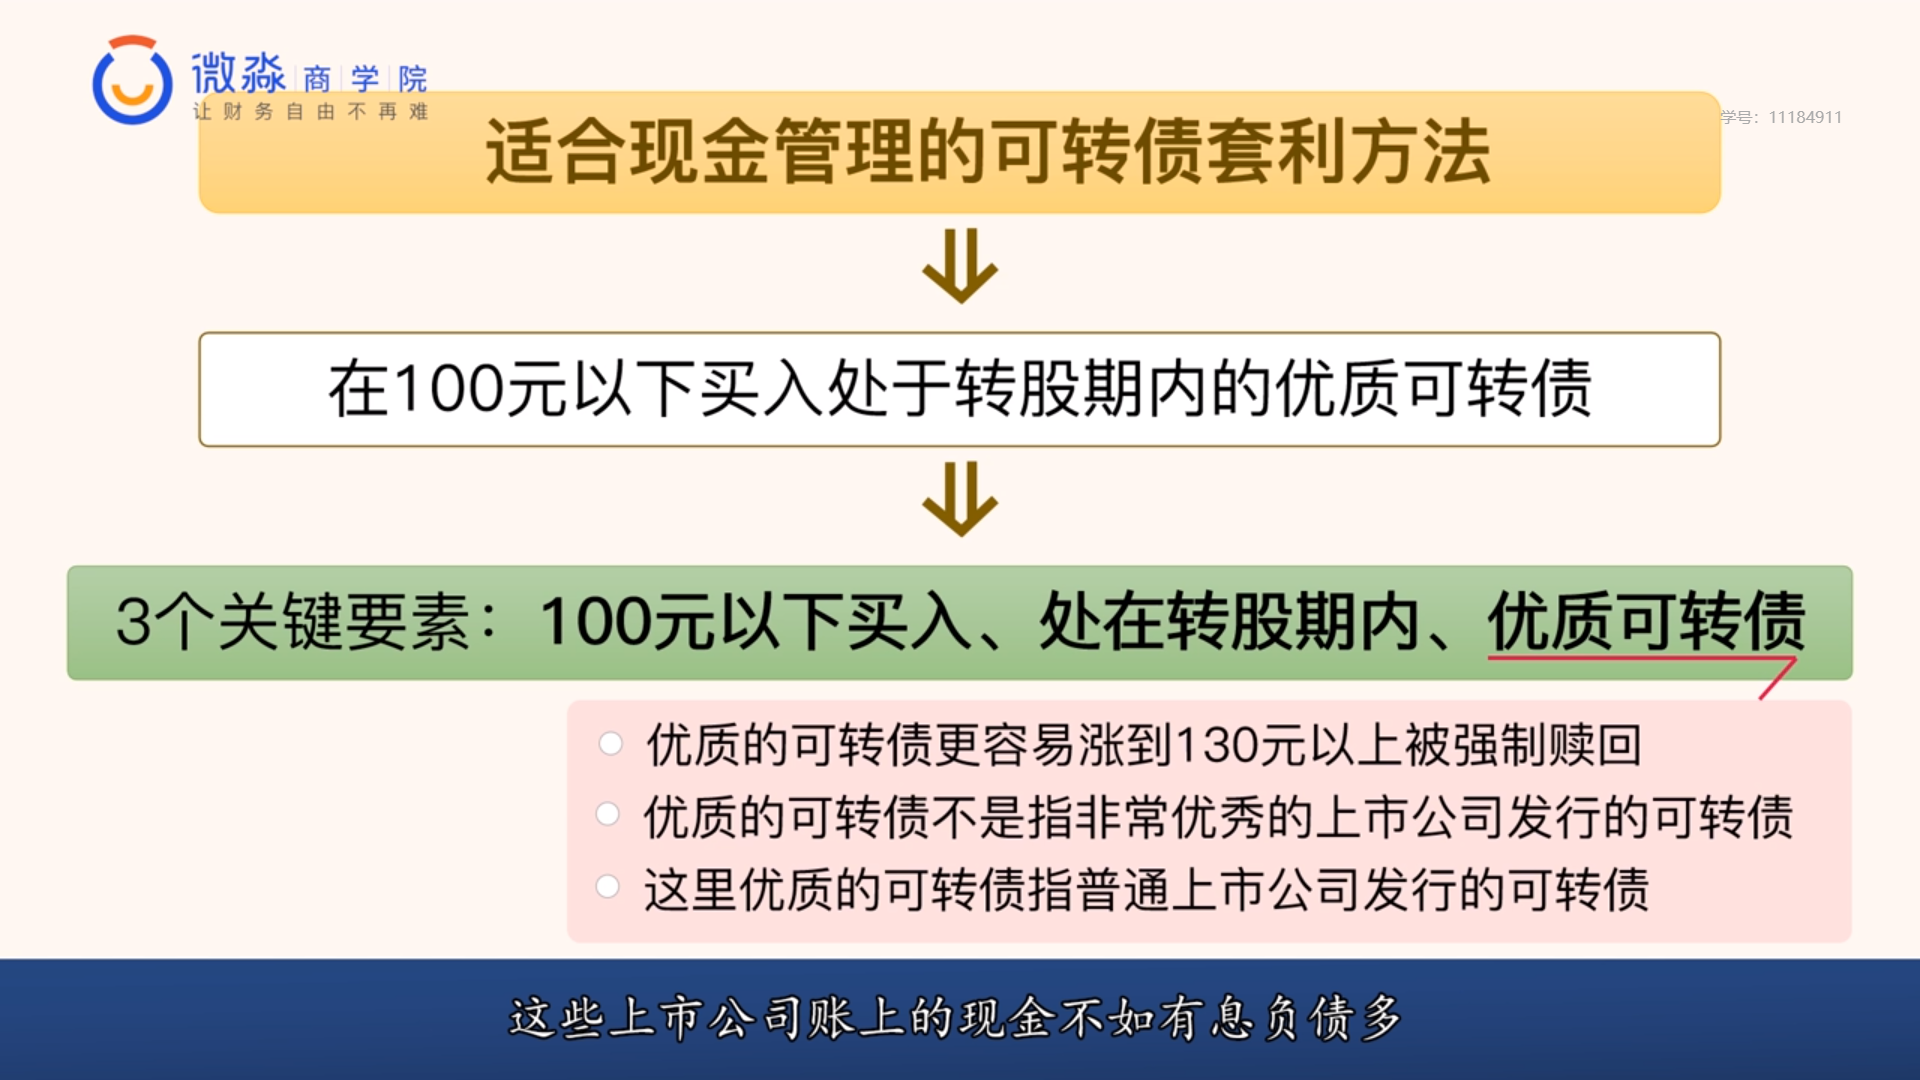 微淼 商学院
让财务自由不再难
学号：11184911
适合现金管理的可转债套利方法
在100元以下买入处于转股期内的优质可转债
3个关键要素：100元以下买入、处在转股期内、优质可转债
优质的可转债更容易涨到130元以上被强制赎回
优质的可转债不是指非常优秀的上市公司发行的可转债
这里优质的可转债指普通上市公司发行的可转债
这些上市公司账上的现金不如有息负债多